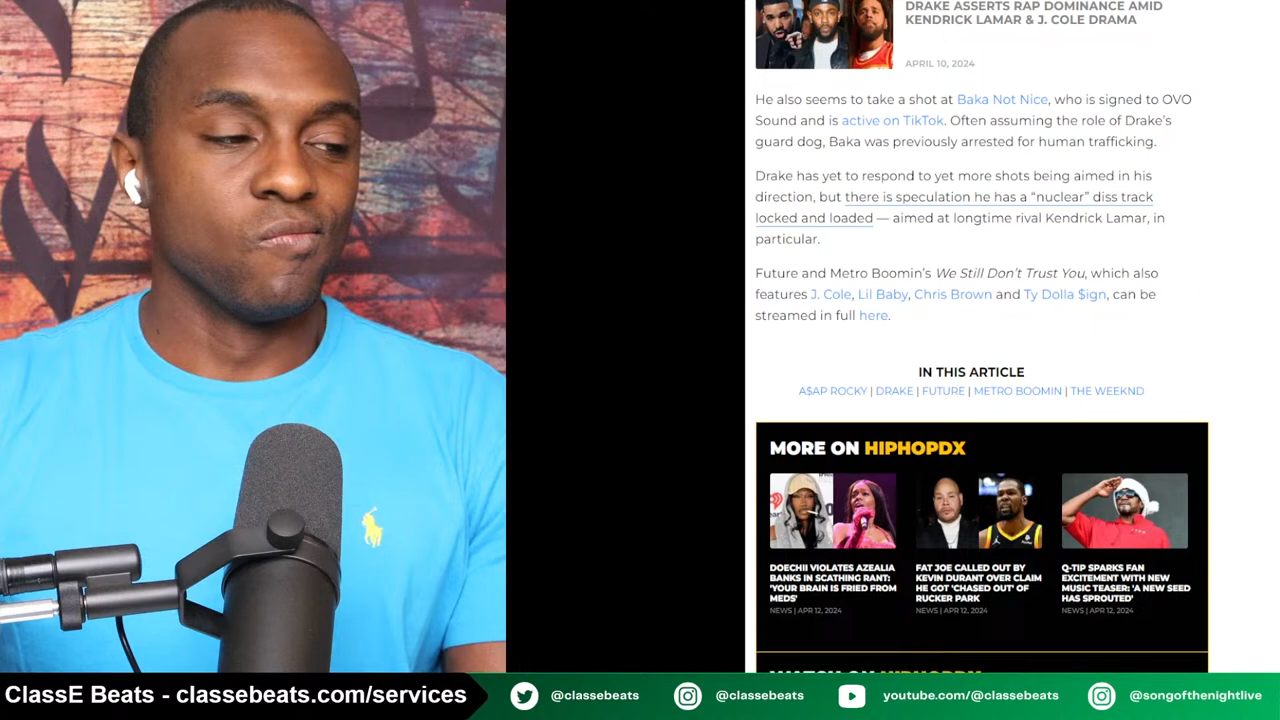 DRAKE ASSERTS RAP DOMINANCE AMID
KENDRICK LAMAR & J. COLE DRAMA
APRIL 10, 2024
He also seems to take a shot at Baka Not Nice, who is signed to OVO
Sound and is active on TikTok. Often assuming the role of Drake’s
guard dog, Baka was previously arrested for human trafficking.
Drake has yet to respond to yet more shots being aimed in his
direction, but there is speculation he has a “nuclear” diss track
locked and loaded — aimed at longtime rival Kendrick Lamar, in
particular.
Future and Metro Boomin’s We Still Don’t Trust You, which also
features J. Cole, Lil Baby, Chris Brown and Ty Dolla $ign, can be
streamed in full here.
IN THIS ARTICLE
A$AP ROCKY | DRAKE | FUTURE | METRO BOOMIN | THE WEEKND
MORE ON HIPHOPDX
DOECHII VIOLATES AZEALIA
BANKS IN SCATHING RANT:
'YOUR BRAIN IS FRIED FROM
MEDS'
NEWS | APR 12, 2024
FAT JOE CALLED OUT BY
KEVIN DURANT OVER CLAIM
HE GOT 'CHASED OUT' OF
RUCKER PARK
NEWS | APR 12, 2024
Q-TIP SPARKS FAN
EXCITEMENT WITH NEW
MUSIC TEASER: 'A NEW SEED
HAS SPROUTED'
NEWS | APR 12, 2024
ClassE Beats - classebeats.com/services
@classebeats
@classebeats
youtube.com/@classebeats
@songofthenightlive